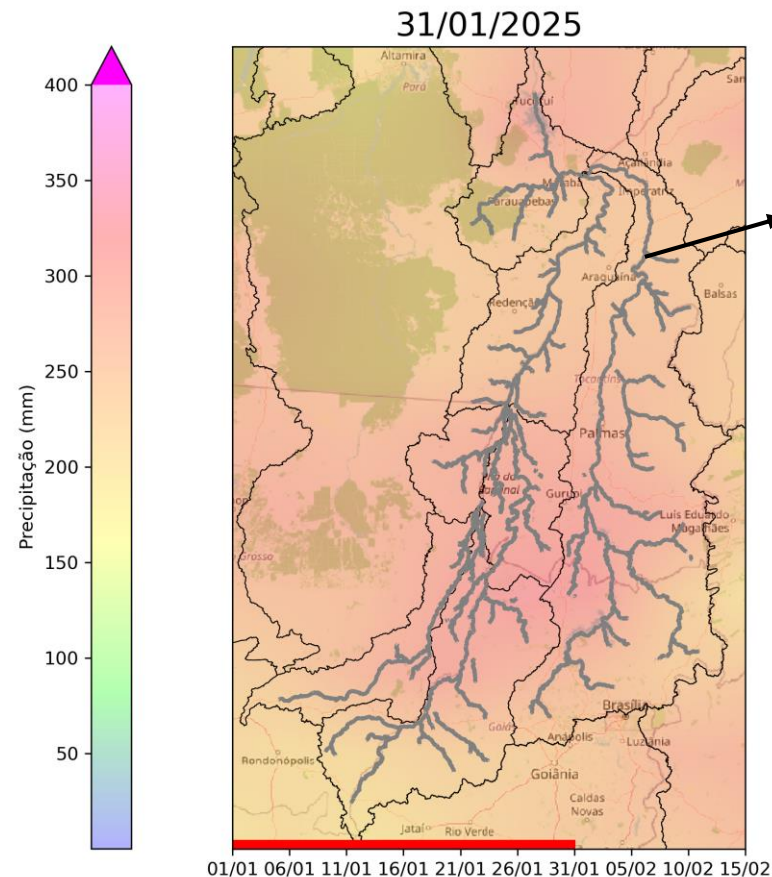 31/01/2025
400
350
300
250
200
150
100
50
Precipitação (mm)
Altamira
Pará
Tucuruí
Açailândia
Marabá
Imperatriz
Parauapebas
Araguaína
Balsas
Redenção
Tocantins
Palmas
Gurupi
Luís Eduardo
Magalhães
Grosso
Brasília
Goiás
Anápolis
Luziânia
Rondonópolis
Goiânia
Caldas
Novas
Jataí
Rio Verde
01/01 06/01 11/01 16/01 21/01 26/01 31/01 05/02 10/02 15/02